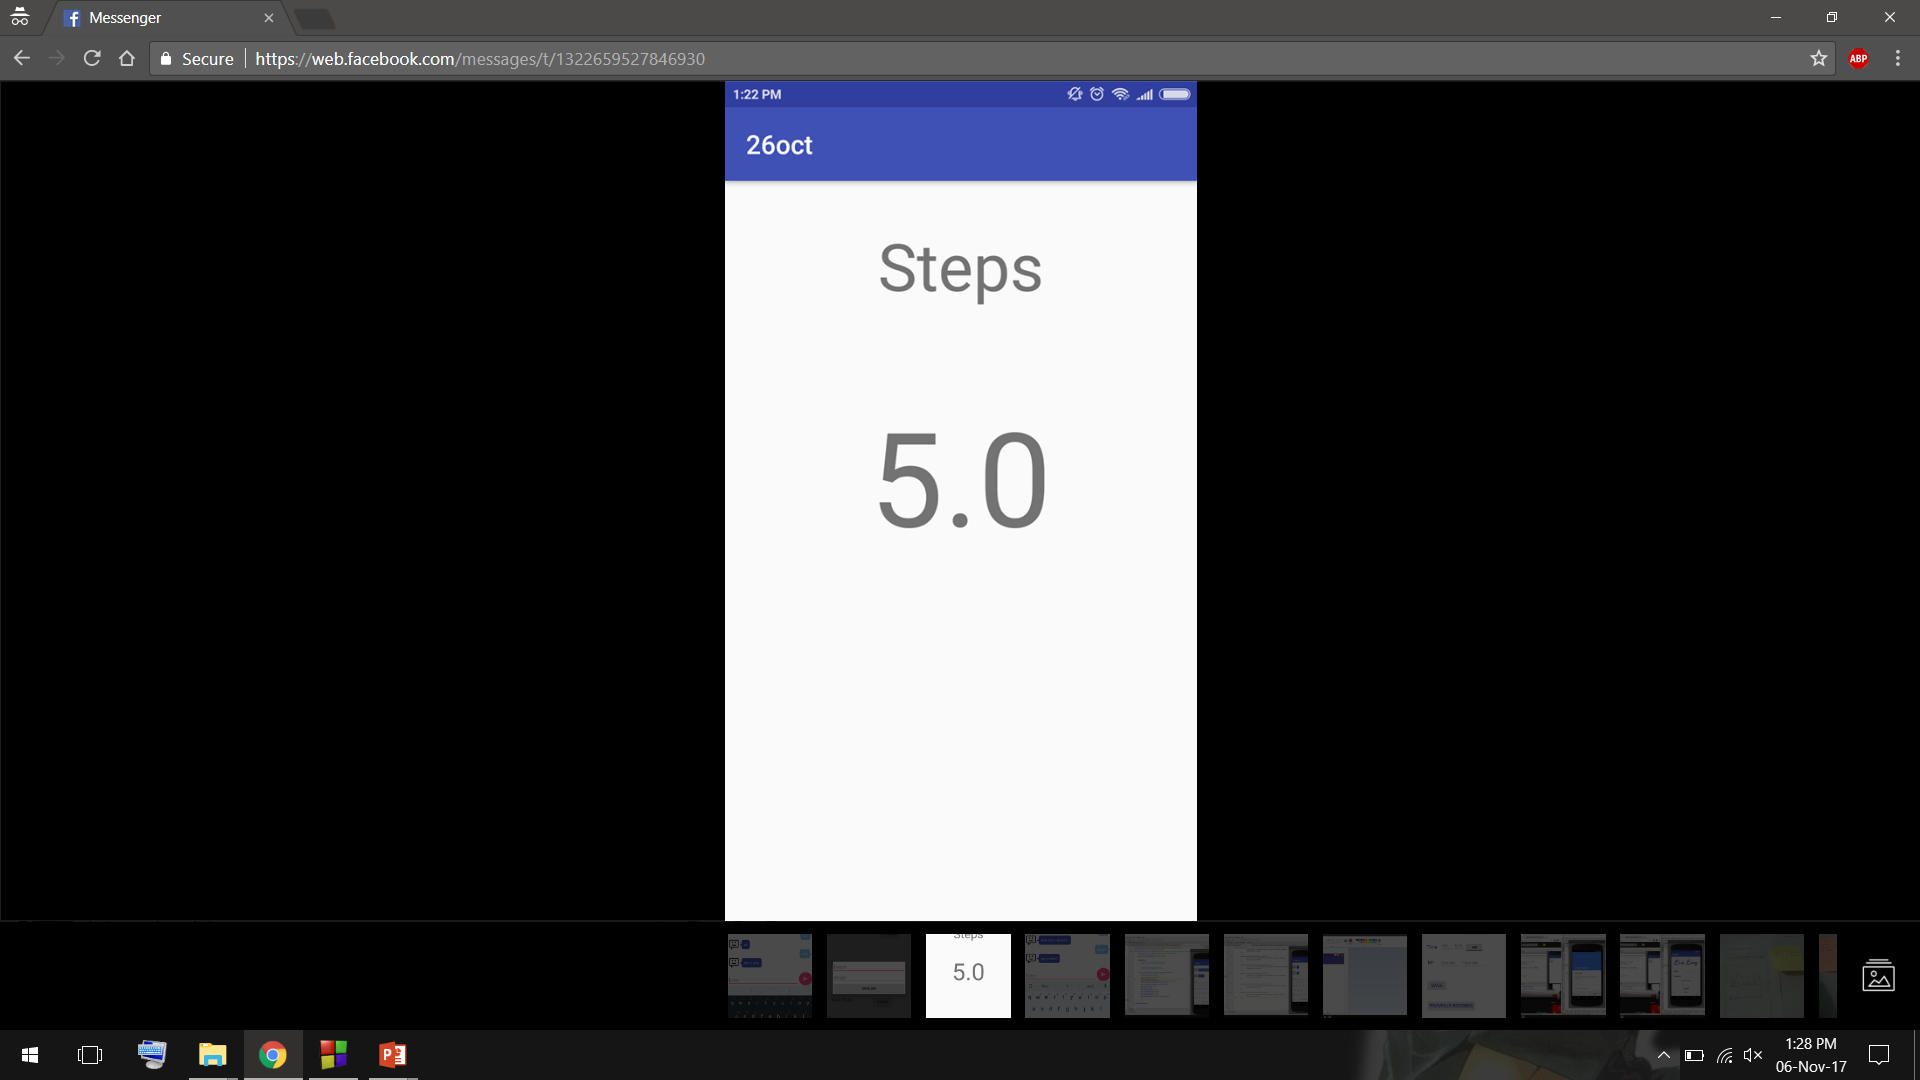 Messenger
Secure
https://web.facebook.com/messages/t/1322659527846930
ABP
1:22 PM
26oct
Steps
5.0
Steps
5.0
1:28 PM
06-Nov-17